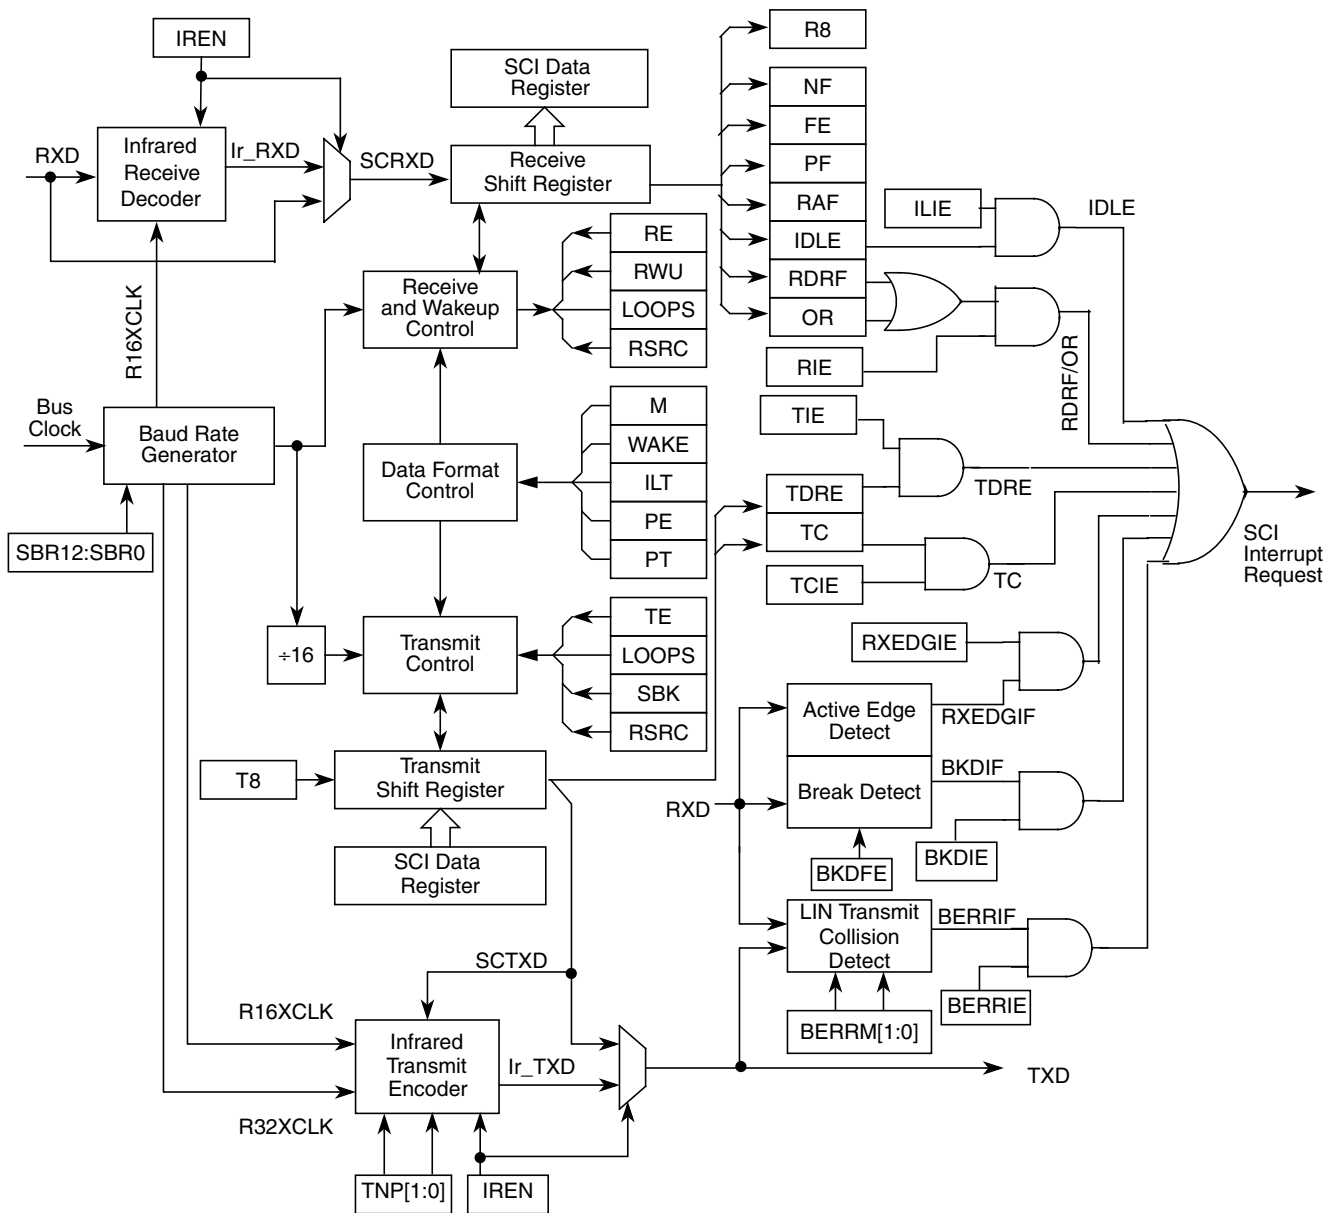 IREN
SCI Data
Register
R8
NF
FE
PF
RAF
IDLE
RDRF
OR
RXD
Infrared
Receive
Decoder
Ir_RXD
SCRXD
Receive
Shift Register
ILIE
IDLE
RE
RWU
LOOPS
RSRC
Receive
and Wakeup
Control
R16XCLK
RIE
RDRF/OR
Bus
Clock
Baud Rate
Generator
SBR12:SBR0
Data Format
Control
M
WAKE
ILT
PE
PT
TIE
TDRE
TC
TCIE
TDRE
TC
SCI
Interrupt
Request
÷16
Transmit
Control
TE
LOOPS
SBK
RSRC
RXEDGIE
Active Edge
Detect
RXEDGIF
T8
Transmit
Shift Register
RXD
Break Detect
BKDIF
BKDIE
BKDFE
SCI Data
Register
LIN Transmit
Collision
Detect
BERRIF
BERRIE
BERRM[1:0]
SCTXD
R16XCLK
Infrared
Transmit
Encoder
Ir_TXD
R32XCLK
TXD
TNP[1:0]
IREN